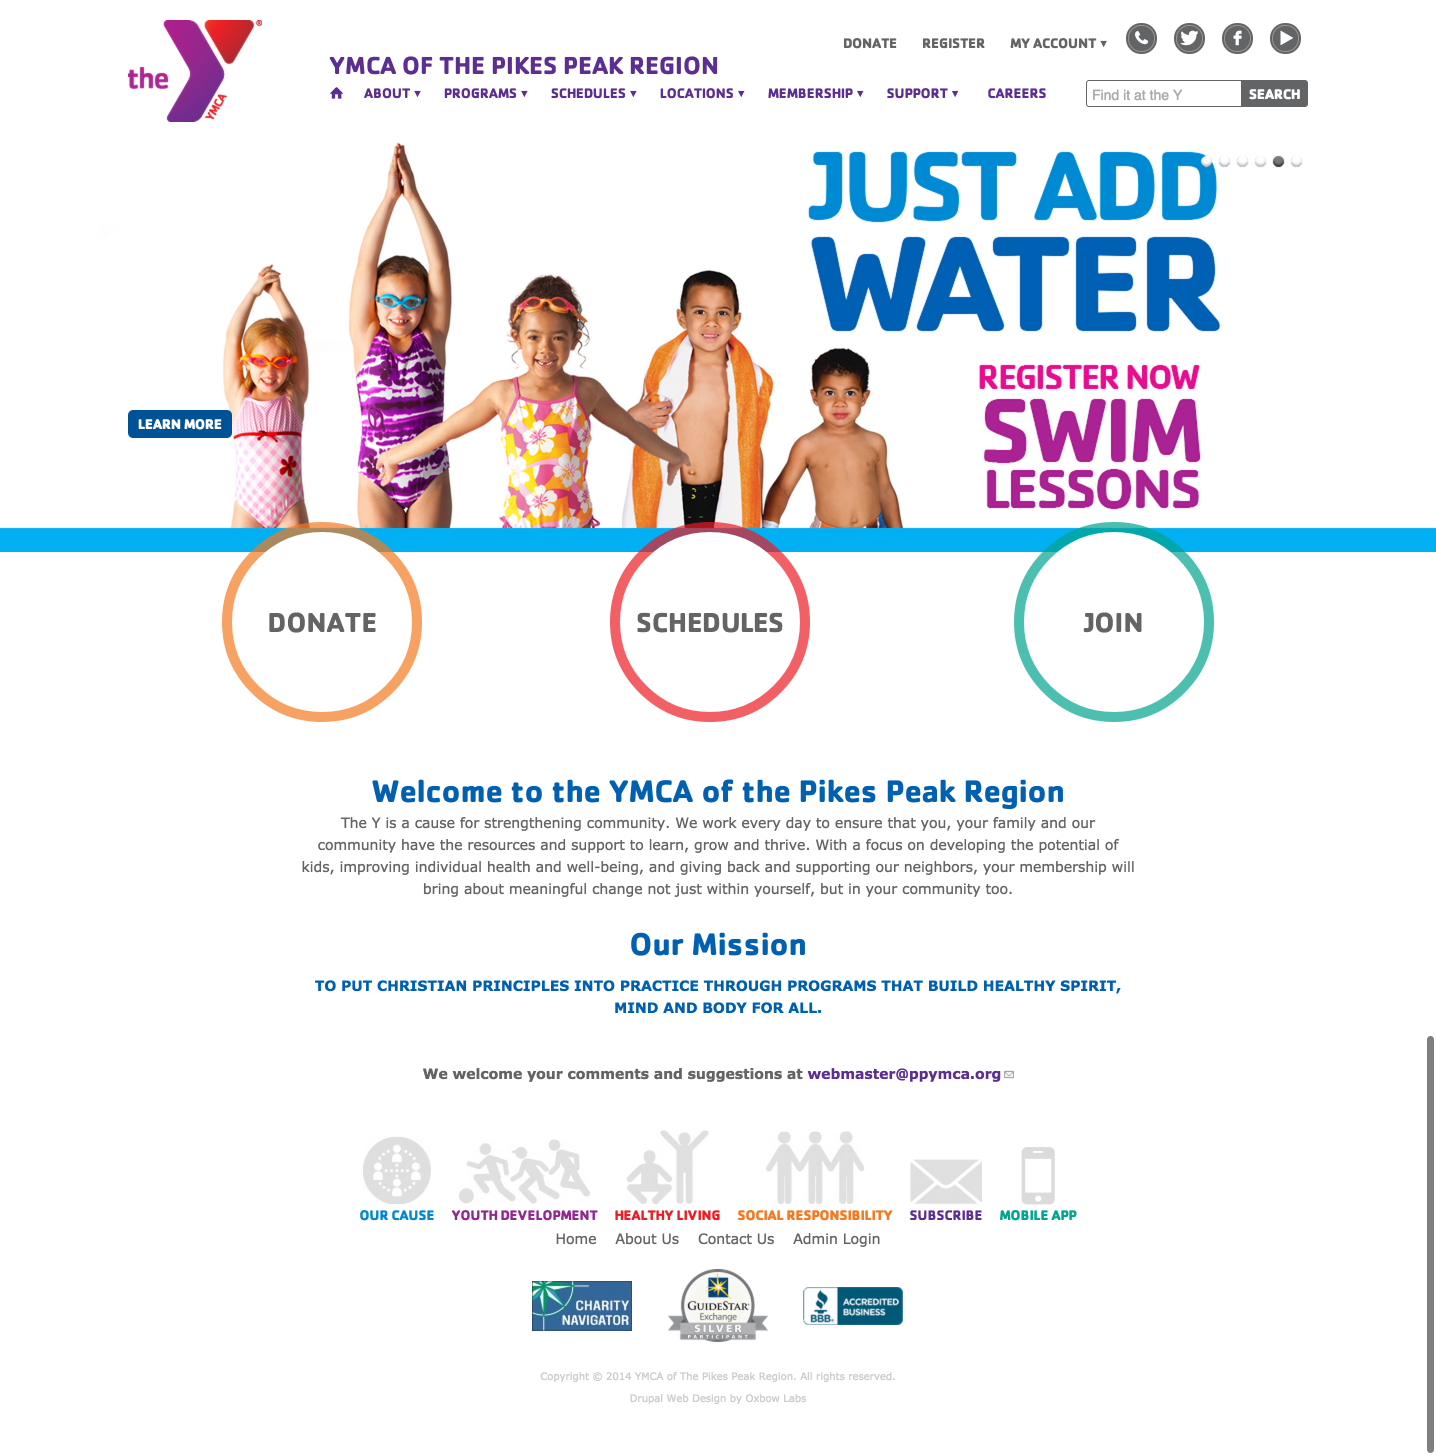 the
YMCA
®
DONATE REGISTER MY ACCOUNT
YMCA OF THE PIKES PEAK REGION
ABOUT PROGRAMS SCHEDULES LOCATIONS MEMBERSHIP SUPPORT CAREERS
Find it at the Y SEARCH
JUST ADD
WATER
REGISTER NOW
SWIM
LESSONS
LEARN MORE
DONATE SCHEDULES JOIN
Welcome to the YMCA of the Pikes Peak Region
The Y is a cause for strengthening community. We work every day to ensure that you, your family and our
community have the resources and support to learn, grow and thrive. With a focus on developing the potential of
kids, improving individual health and well-being, and giving back and supporting our neighbors, your membership will
bring about meaningful change not just within yourself, but in your community too.
Our Mission
TO PUT CHRISTIAN PRINCIPLES INTO PRACTICE THROUGH PROGRAMS THAT BUILD HEALTHY SPIRIT,
MIND AND BODY FOR ALL.
We welcome your comments and suggestions at webmaster@ppymca.org
OUR CAUSE YOUTH DEVELOPMENT HEALTHY LIVING SOCIAL RESPONSIBILITY SUBSCRIBE MOBILE APP
Home About Us Contact Us Admin Login
CHARITY
NAVIGATOR
GUIDESTAR
Exchange
SILVER
PARTICIPANT
BBB
ACCREDITED
BUSINESS
Copyright © 2014 YMCA of The Pikes Peak Region. All rights reserved.
Drupal Web Design by Oxbow Labs